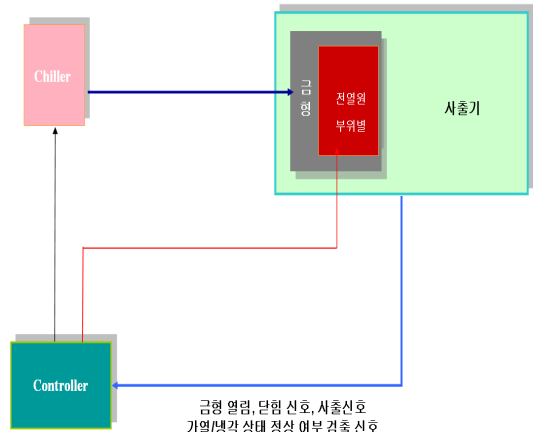 Chiller
금
형
전열원
부위별
사출기
Controller
금형 열림, 닫힘 신호, 사출신호
가열/냉각 상태 정상 여부 검출 신호